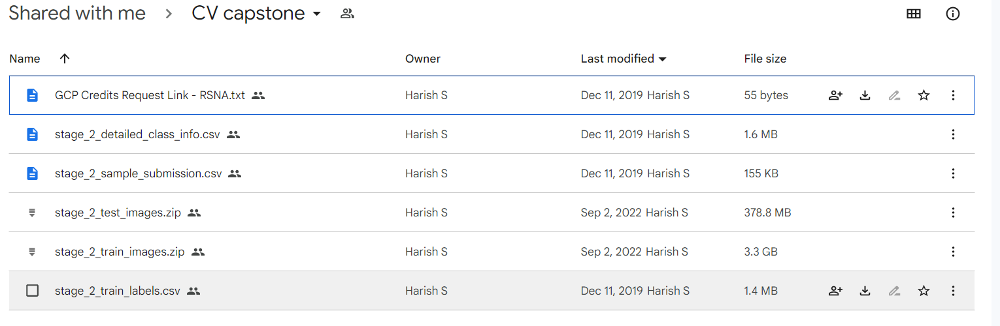 Shared with me > CV capstone
Name Owner Last modified File size
GCP Credits Request Link - RSNA.txt Harish S Dec 11, 2019 Harish S 55 bytes
stage_2_detailed_class_info.csv Harish S Dec 11, 2019 Harish S 1.6 MB
stage_2_sample_submission.csv Harish S Dec 11, 2019 Harish S 155 KB
stage_2_test_images.zip Harish S Sep 2, 2022 Harish S 378.8 MB
stage_2_train_images.zip Harish S Sep 2, 2022 Harish S 3.3 GB
stage_2_train_labels.csv Harish S Dec 11, 2019 Harish S 1.4 MB